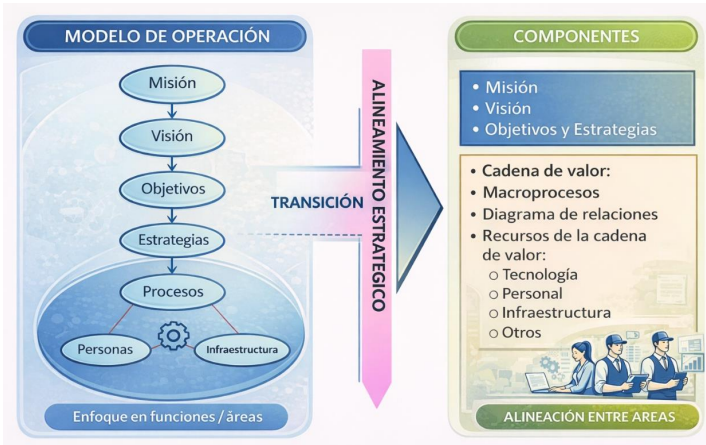 MODELO DE OPERACIÓN
Misión
Visión
Objetivos
Estrategias
Procesos
Personas
Infraestructura
Enfoque en funciones / áreas
TRANSICIÓN
ALINEAMIENTO ESTRATEGICO
COMPONENTES
• Misión
• Visión
• Objetivos y Estrategias
• Cadena de valor:
• Macroprocesos
• Diagrama de relaciones
• Recursos de la cadena
de valor:
○ Tecnología
○ Personal
○ Infraestructura
○ Otros
ALINEACIÓN ENTRE AREAS